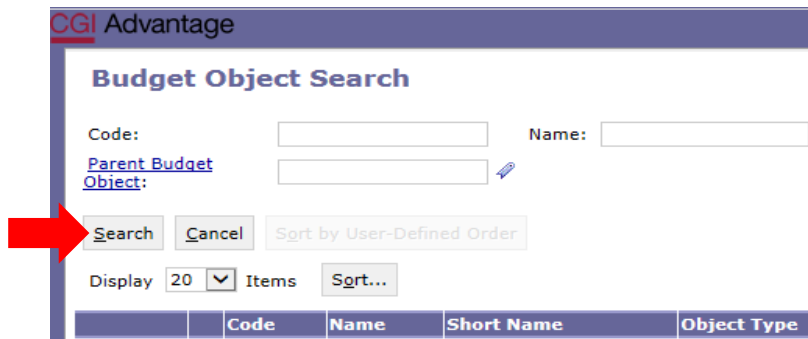 CGI Advantage
Budget Object Search
Code: Name:
Parent Budget
Object:
Search Cancel Sort by User-Defined Order
Display 20 Items Sort...
Code Name Short Name Object Type